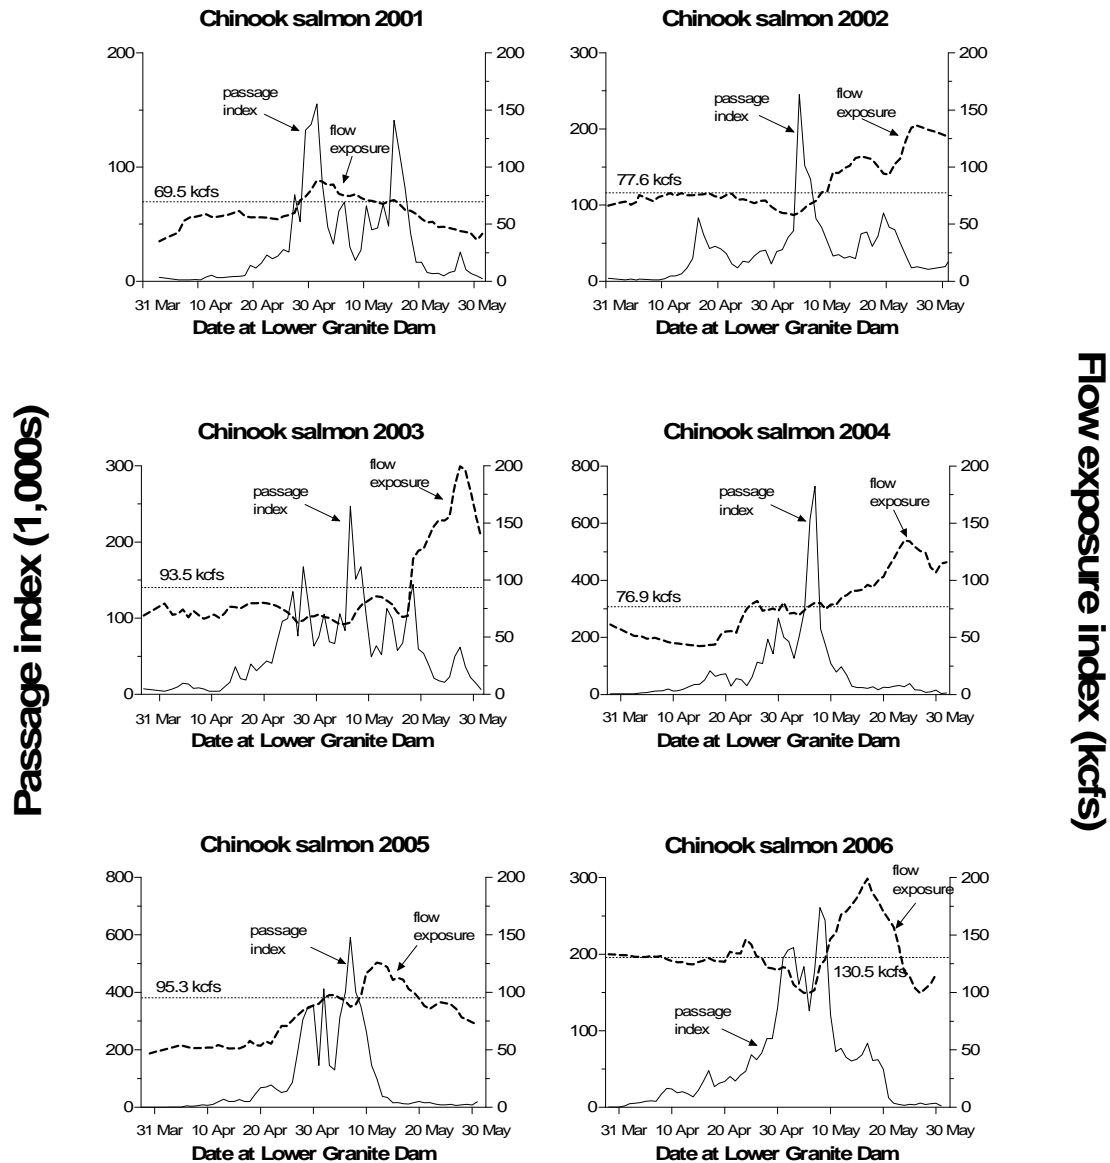 Chinook salmon 2001
200
100
0
200
150
100
50
0
passage
index
flow
exposure
69.5 kcfs
31 Mar 10 Apr 20 Apr 30 Apr 10 May 20 May 30 May
Date at Lower Granite Dam
Chinook salmon 2002
300
200
100
0
200
150
100
50
0
passage
index
flow
exposure
77.6 kcfs
31 Mar 10 Apr 20 Apr 30 Apr 10 May 20 May 30 May
Date at Lower Granite Dam
Passage index (1,000s)
Flow exposure index (kcfs)
Chinook salmon 2003
300
200
100
0
200
150
100
50
0
flow
exposure
passage
index
93.5 kcfs
31 Mar 10 Apr 20 Apr 30 Apr 10 May 20 May 30 May
Date at Lower Granite Dam
Chinook salmon 2004
800
600
400
200
0
200
150
100
50
0
passage
index
flow
exposure
76.9 kcfs
31 Mar 10 Apr 20 Apr 30 Apr 10 May 20 May 30 May
Date at Lower Granite Dam
Chinook salmon 2005
800
600
400
200
0
200
150
100
50
0
passage
index
flow
exposure
95.3 kcfs
31 Mar 10 Apr 20 Apr 30 Apr 10 May 20 May 30 May
Date at Lower Granite Dam
Chinook salmon 2006
300
200
100
0
200
150
100
50
0
flow
exposure
130.5 kcfs
passage
index
31 Mar 10 Apr 20 Apr 30 Apr 10 May 20 May 30 May
Date at Lower Granite Dam